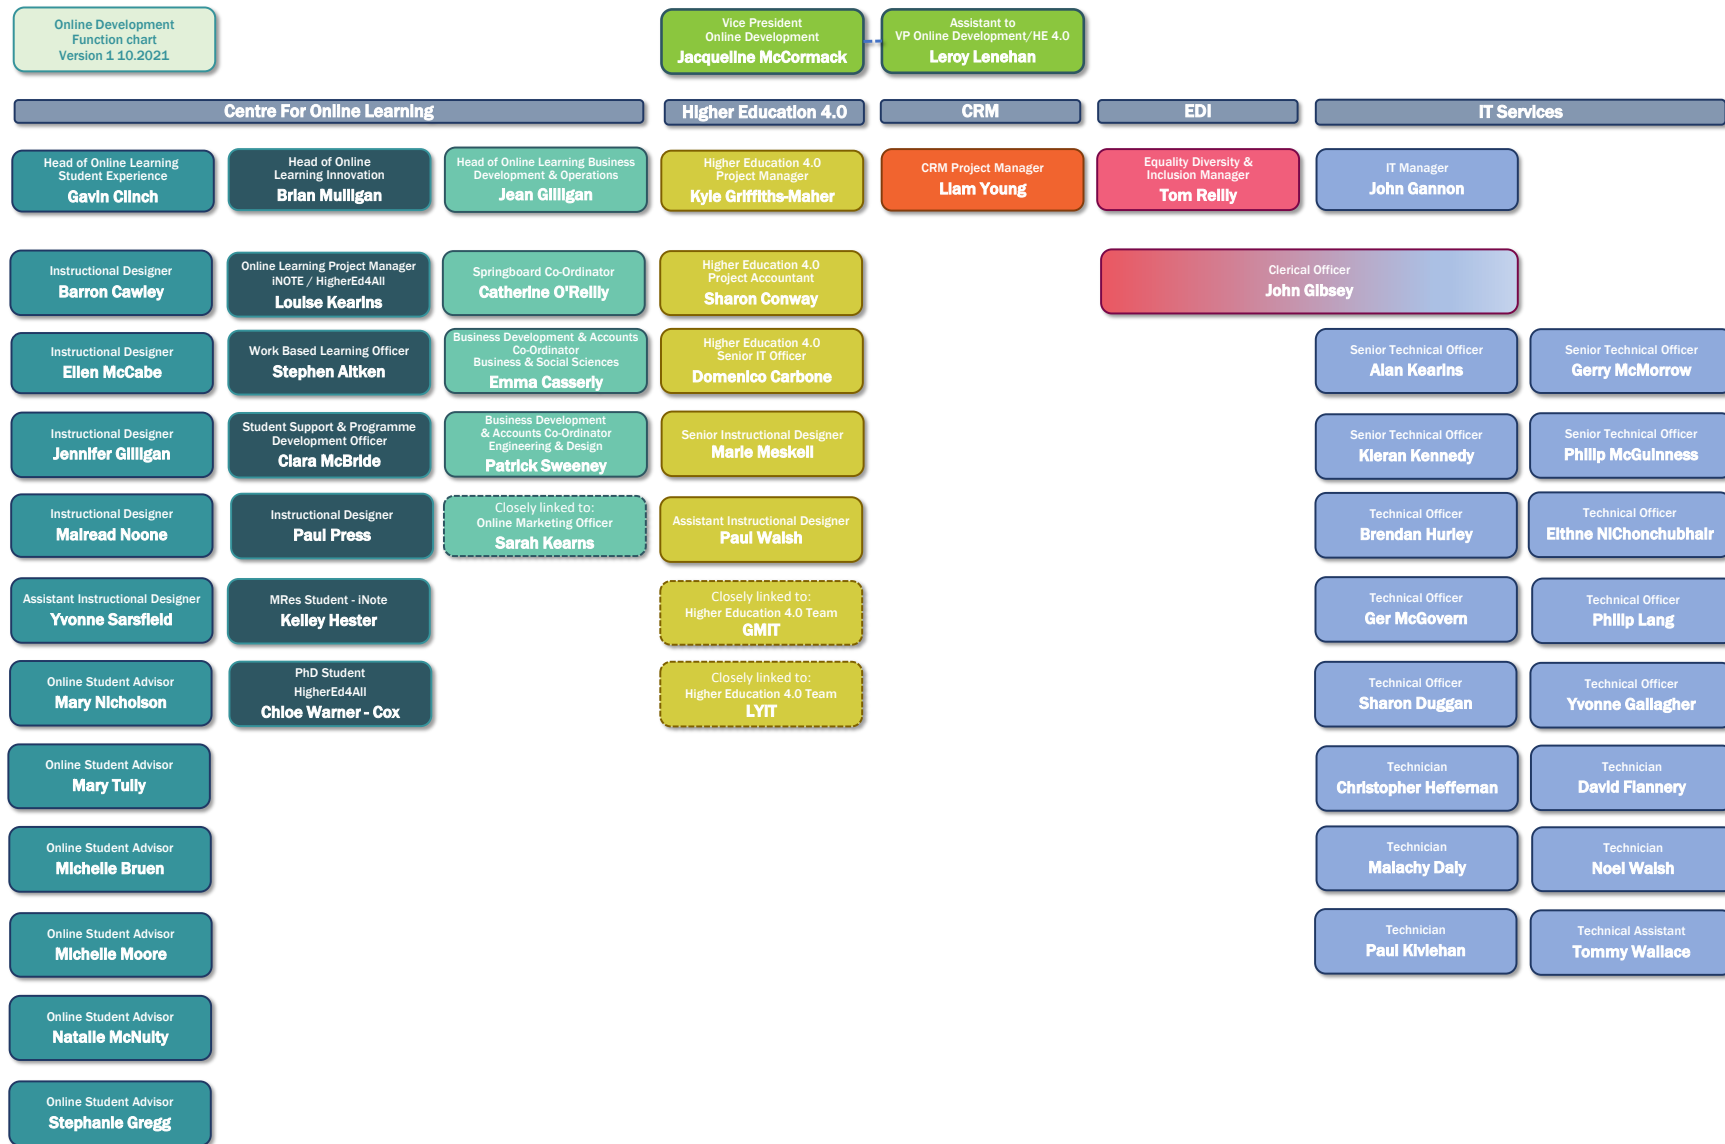 Online Development
Function chart
Version 1 10.2021
Vice President
Online Development
Jacqueline McCormack
Assistant to
VP Online Development/HE 4.0
Leroy Lenehan
Centre For Online Learning
Higher Education 4.0
CRM
EDI
IT Services
Head of Online Learning
Student Experience
Gavin Clinch
Head of Online
Learning Innovation
Brian Mulligan
Head of Online Learning Business
Development & Operations
Jean Gilligan
Higher Education 4.0
Project Manager
Kyle Griffiths-Maher
CRM Project Manager
Liam Young
Equality Diversity &
Inclusion Manager
Tom Reilly
IT Manager
John Gannon
Instructional Designer
Barron Cawley
Online Learning Project Manager
iNOTE / HigherEd4All
Louise Kearins
Springboard Co-Ordinator
Catherine O'Reilly
Higher Education 4.0
Project Accountant
Sharon Conway
Clerical Officer
John Gibsey
Instructional Designer
Ellen McCabe
Work Based Learning Officer
Stephen Aitken
Business Development & Accounts
Co-Ordinator
Business & Social Sciences
Emma Casserly
Higher Education 4.0
Senior IT Officer
Domenico Carbone
Senior Technical Officer
Alan Kearins
Senior Technical Officer
Gerry McMorrow
Instructional Designer
Jennifer Gilligan
Student Support & Programme
Development Officer
Ciara McBride
Business Development
& Accounts Co-Ordinator
Engineering & Design
Patrick Sweeney
Senior Instructional Designer
Marie Meskell
Senior Technical Officer
Kieran Kennedy
Senior Technical Officer
Philip McGuinness
Instructional Designer
Mairead Noone
Instructional Designer
Paul Press
Closely linked to:
Online Marketing Officer
Sarah Kearns
Assistant Instructional Designer
Paul Walsh
Technical Officer
Brendan Hurley
Technical Officer
Eithne NiChonchubhair
Assistant Instructional Designer
Yvonne Sarsfield
MRes Student - iNote
Kelley Hester
Closely linked to:
Higher Education 4.0 Team
GMIT
Technical Officer
Ger McGovern
Technical Officer
Philip Lang
Online Student Advisor
Mary Nicholson
PhD Student
HigherEd4All
Chloe Warner - Cox
Closely linked to:
Higher Education 4.0 Team
LYIT
Technical Officer
Sharon Duggan
Technical Officer
Yvonne Gallagher
Online Student Advisor
Mary Tully
Technician
Christopher Heffernan
Technician
David Flannery
Online Student Advisor
Michelle Bruen
Technician
Malachy Daly
Technician
Noel Walsh
Online Student Advisor
Michelle Moore
Technician
Paul Kivlehan
Technical Assistant
Tommy Wallace
Online Student Advisor
Natalie McNulty
Online Student Advisor
Stephanie Gregg